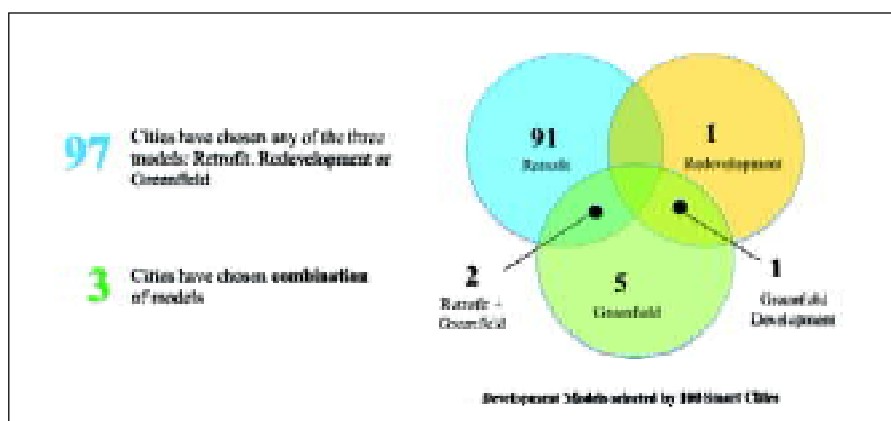 97
Cities have chosen any of the three
models: Retrofit, Redevelopment or
Greenfield
3
Cities have chosen combination
of models
91
Retrofit
1
Redevelopment
2
Retrofit +
Greenfield
5
Greenfield
1
Greenfield
Development
Development Models selected by 100 Smart Cities